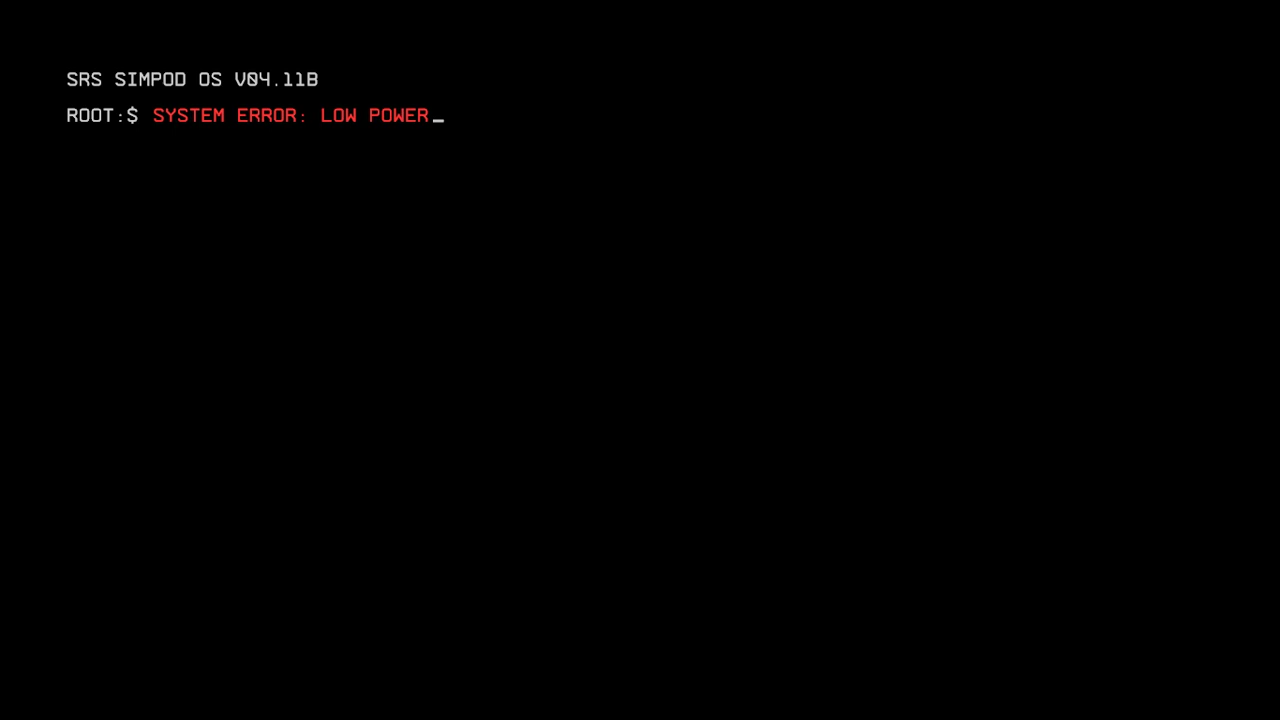 SRS SIMPOD OS V04.11B
ROOT:$ SYSTEM ERROR: LOW POWER_